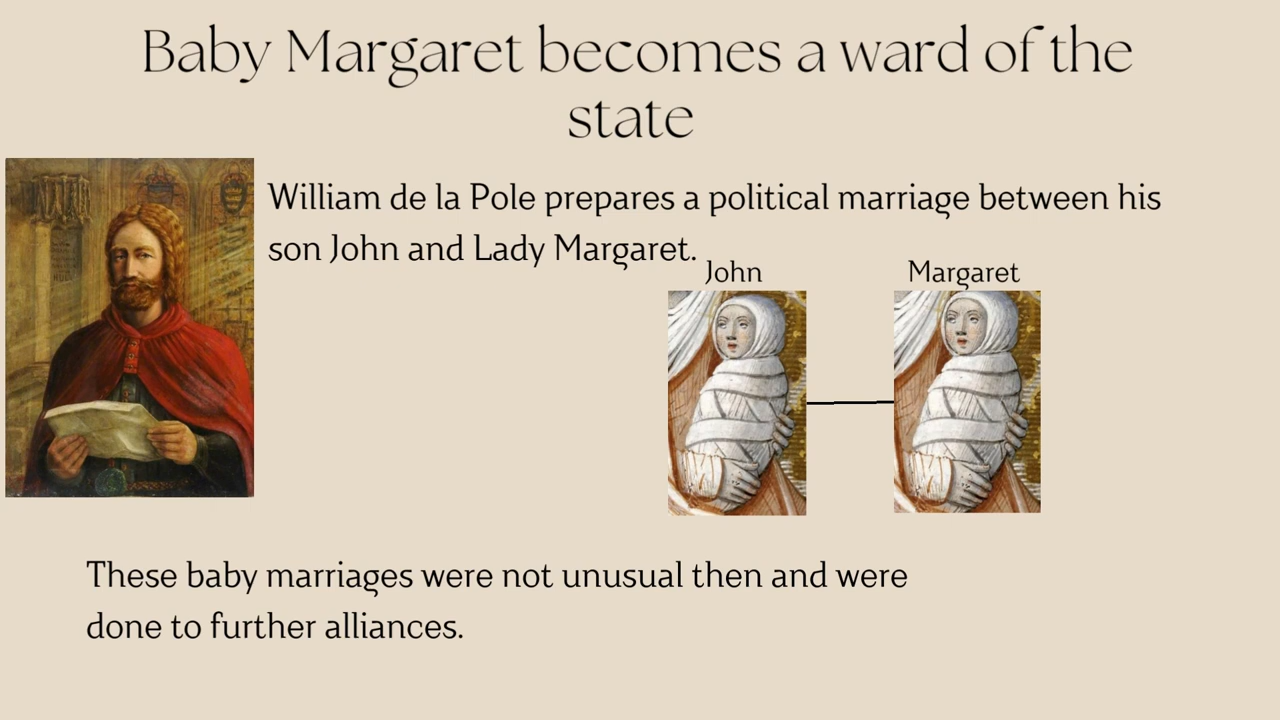 Baby Margaret becomes a ward of the
state
William de la Pole prepares a political marriage between his
son John and Lady Margaret.
John
Margaret
These baby marriages were not unusual then and were
done to further alliances.